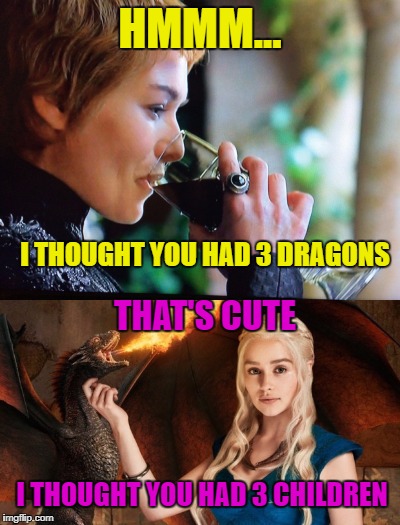 HMMM...
I THOUGHT YOU HAD 3 DRAGONS
THAT'S CUTE
I THOUGHT YOU HAD 3 CHILDREN
imgflip.com